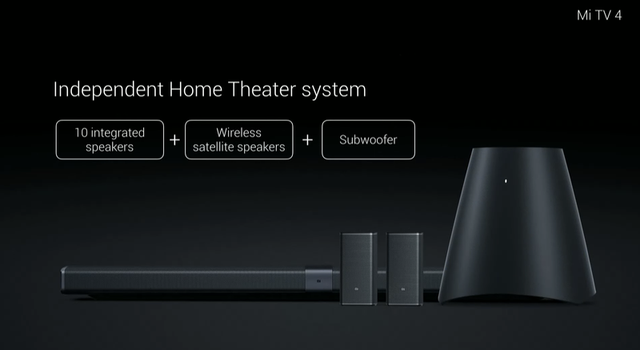 Mi TV 4
Independent Home Theater system
10 integrated
speakers
+
Wireless
satellite speakers
+
Subwoofer